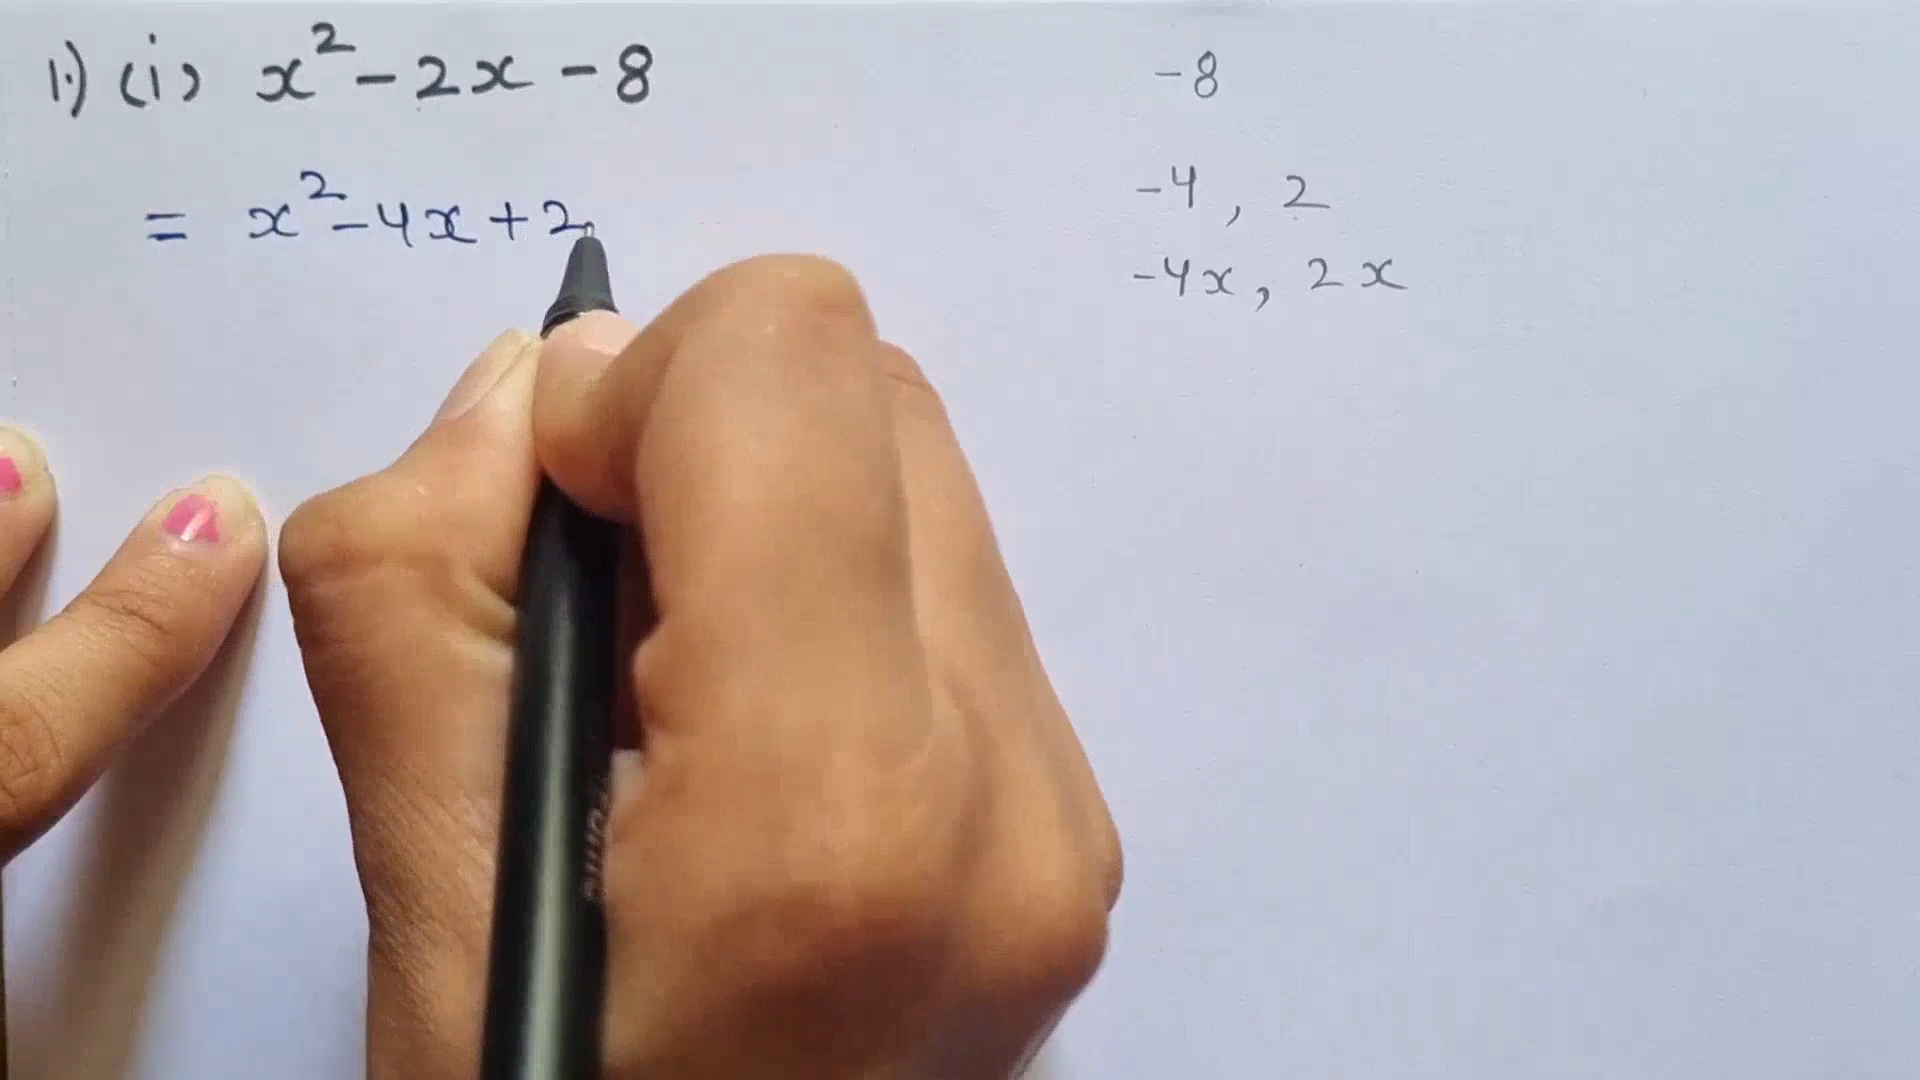 1.) (i) x² - 2x - 8
= x² - 4x + 2
-8
-4, 2
-4x, 2x